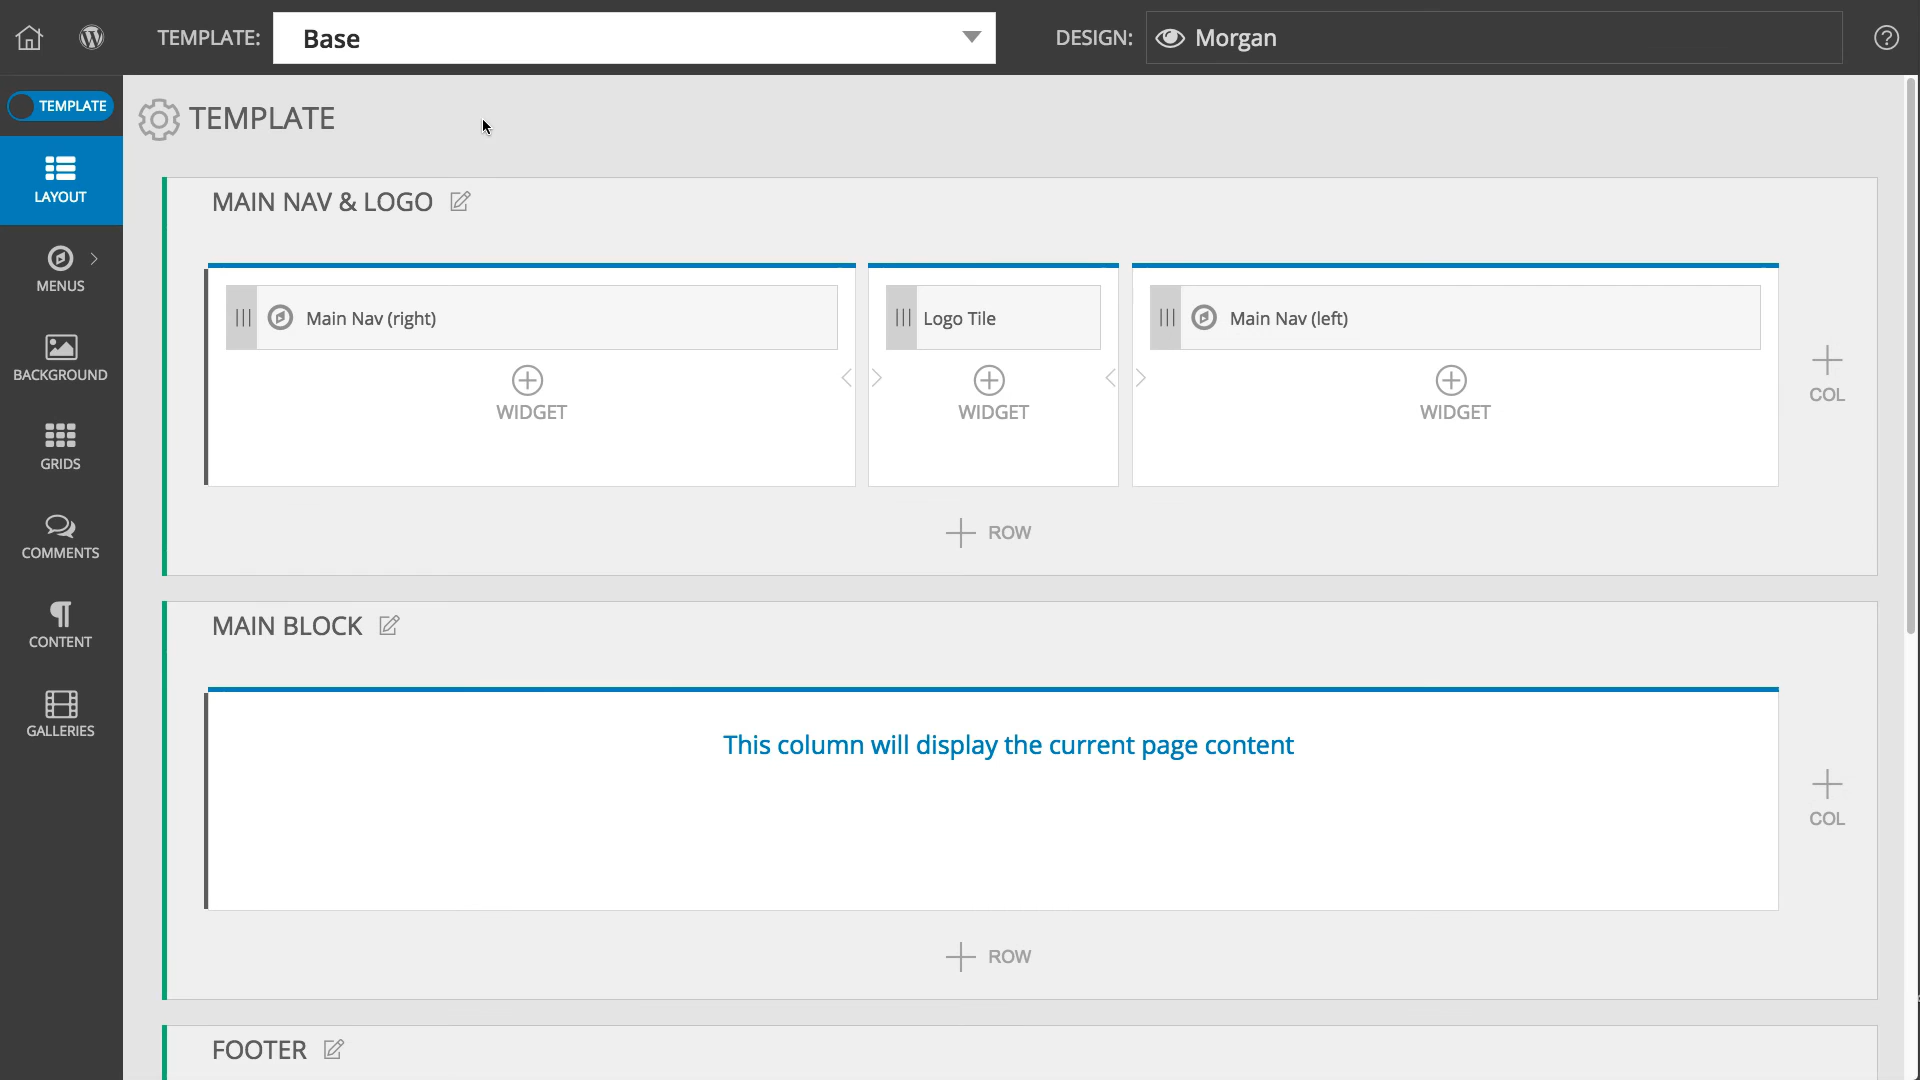 TEMPLATE: Base DESIGN: Morgan
TEMPLATE
LAYOUT
MENUS
BACKGROUND
GRIDS
COMMENTS
CONTENT
GALLERIES
TEMPLATE
MAIN NAV & LOGO
Main Nav (right) Logo Tile Main Nav (left)
WIDGET WIDGET WIDGET
COL
ROW
MAIN BLOCK
This column will display the current page content
COL
ROW
FOOTER